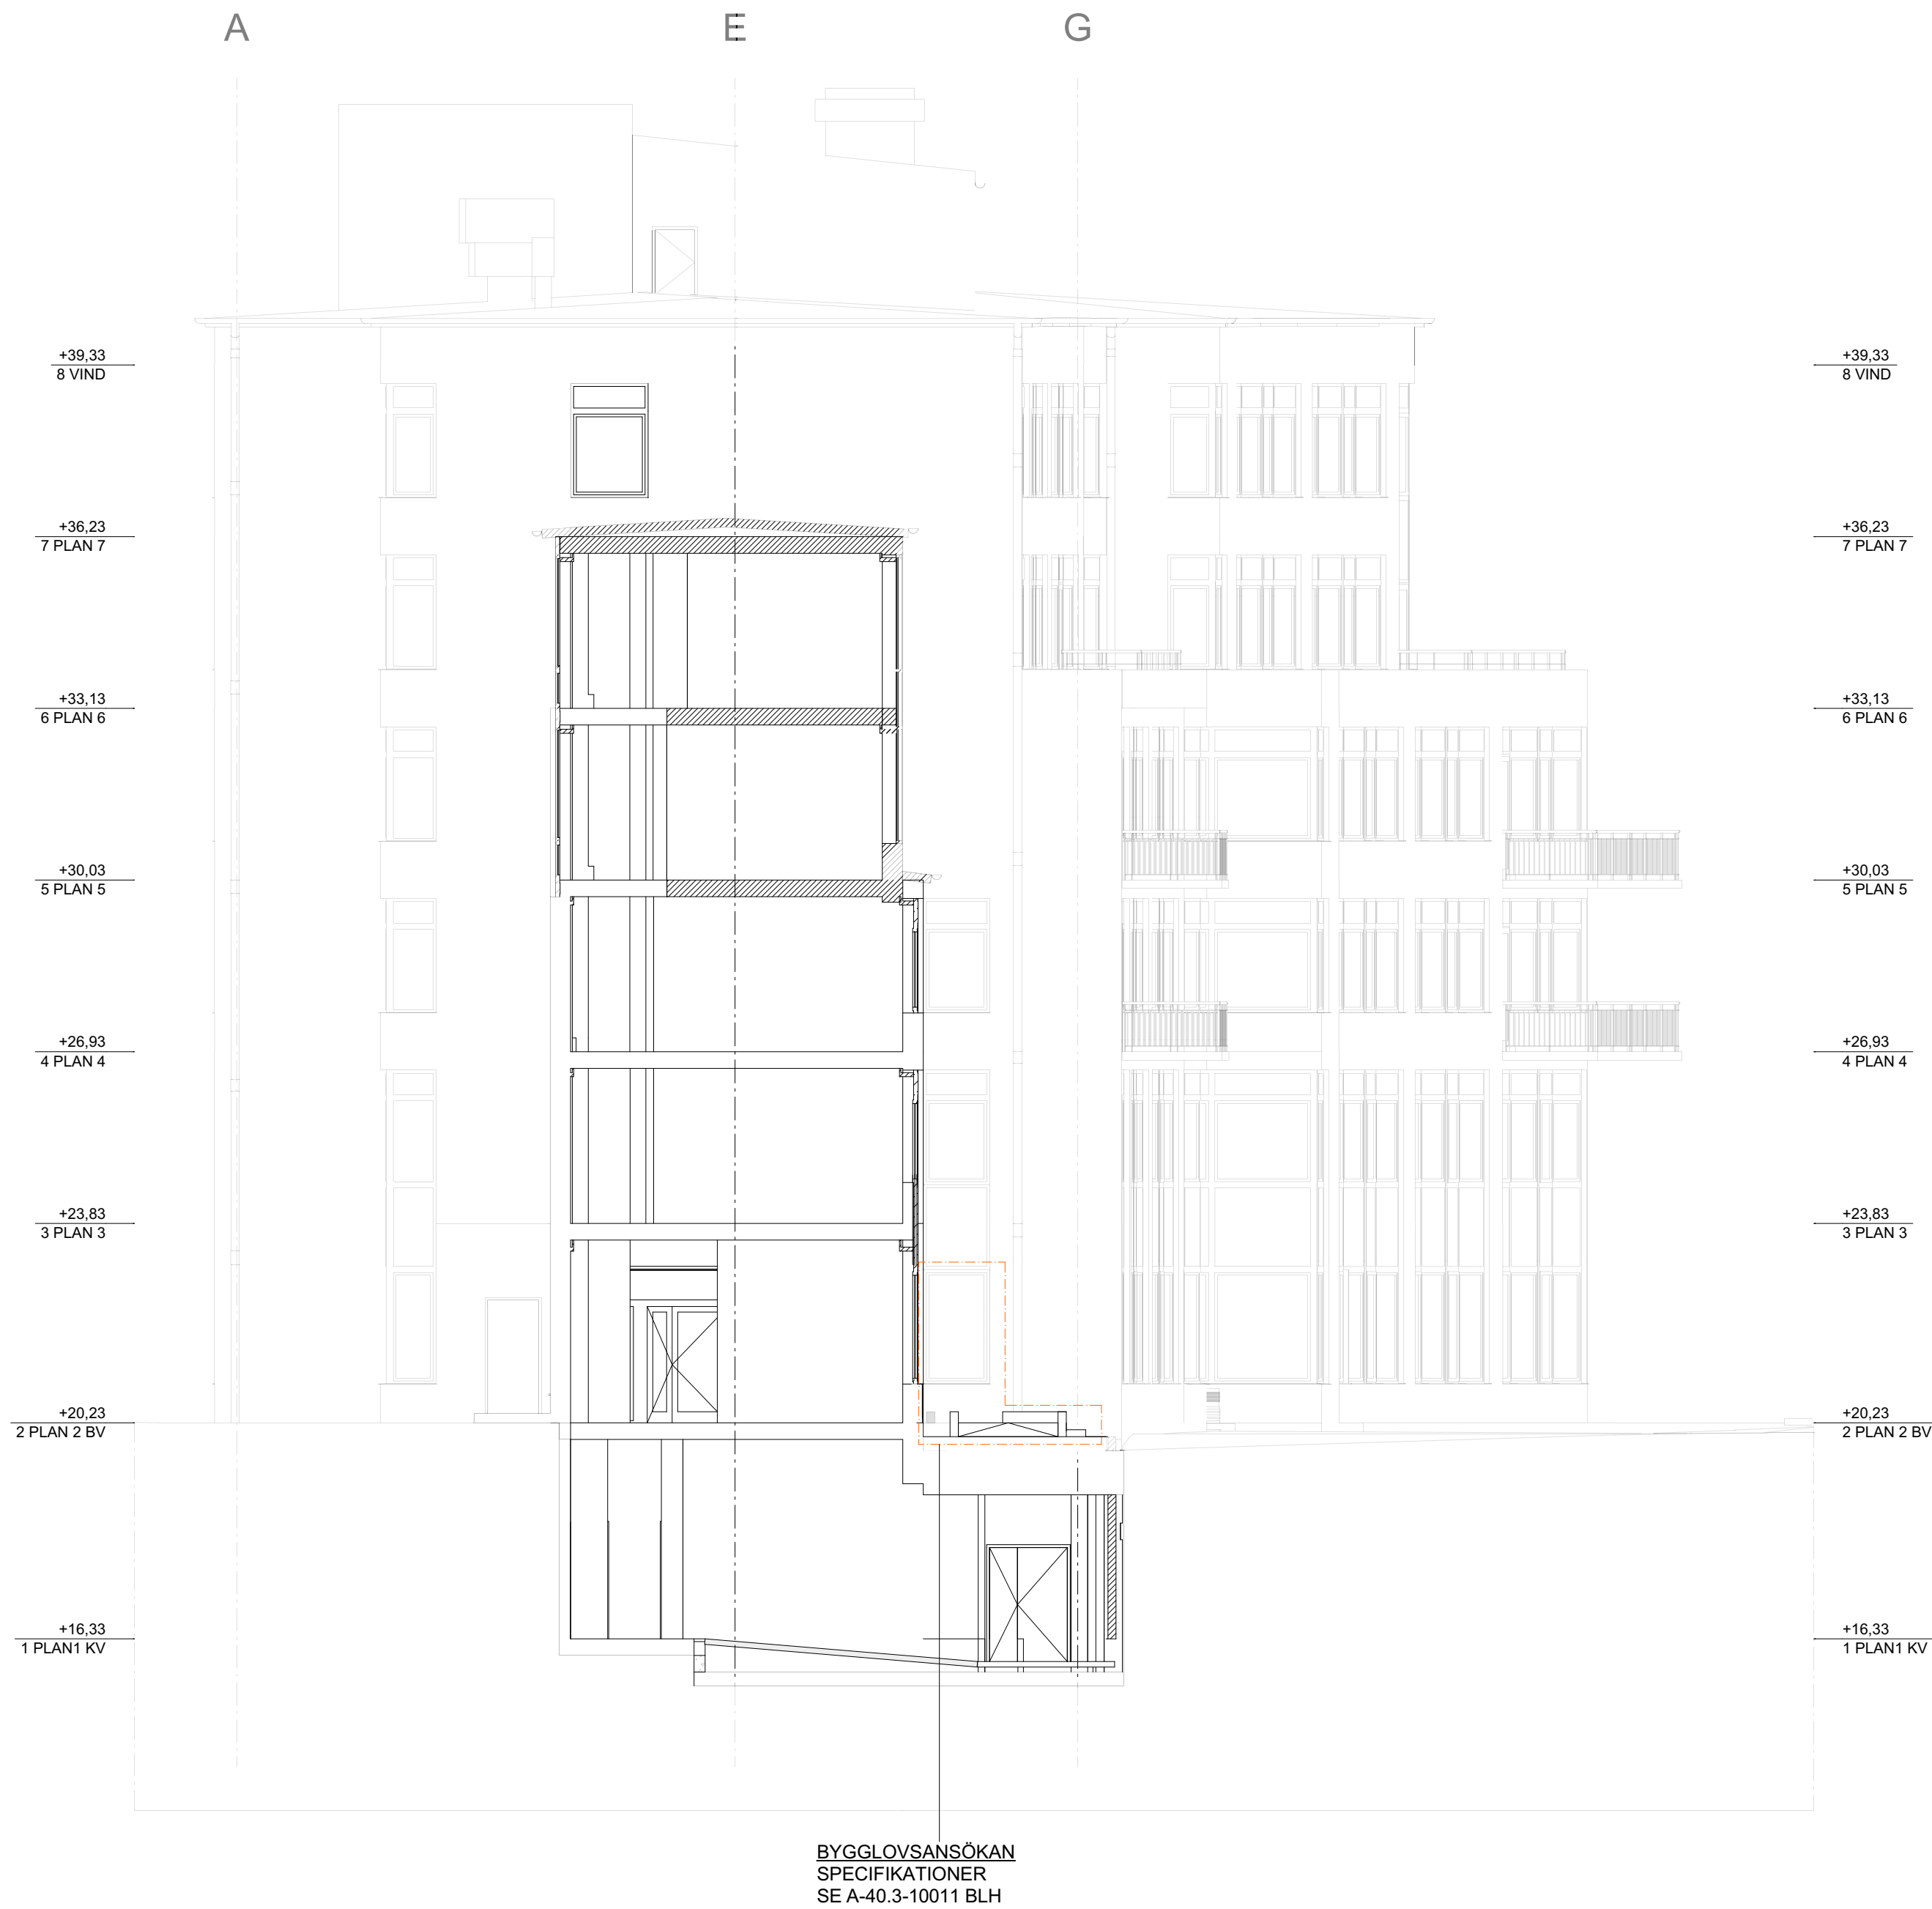 A E G
+39,33
8 VIND
+39,33
8 VIND
+36,23
7 PLAN 7
+36,23
7 PLAN 7
+33,13
6 PLAN 6
+33,13
6 PLAN 6
+30,03
5 PLAN 5
+30,03
5 PLAN 5
+26,93
4 PLAN 4
+26,93
4 PLAN 4
+23,83
3 PLAN 3
+23,83
3 PLAN 3
+20,23
2 PLAN 2 BV
+20,23
2 PLAN 2 BV
+16,33
1 PLAN1 KV
+16,33
1 PLAN1 KV
BYGGLOVSANSÖKAN
SPECIFIKATIONER
SE A-40.3-10011 BLH